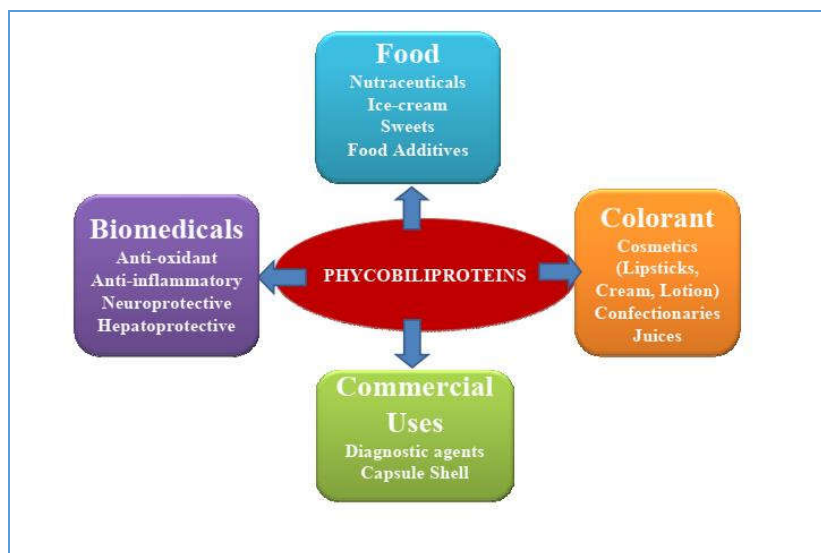 Food
Nutraceuticals
Ice-cream
Sweets
Food Additives
Biomedicals
Anti-oxidant
Anti-inflammatory
Neuroprotective
Hepatoprotective
PHYCOBILIPROTEINS
Colorant
Cosmetics
(Lipsticks,
Cream, Lotion)
Confectionaries
Juices
Commercial
Uses
Diagnostic agents
Capsule Shell